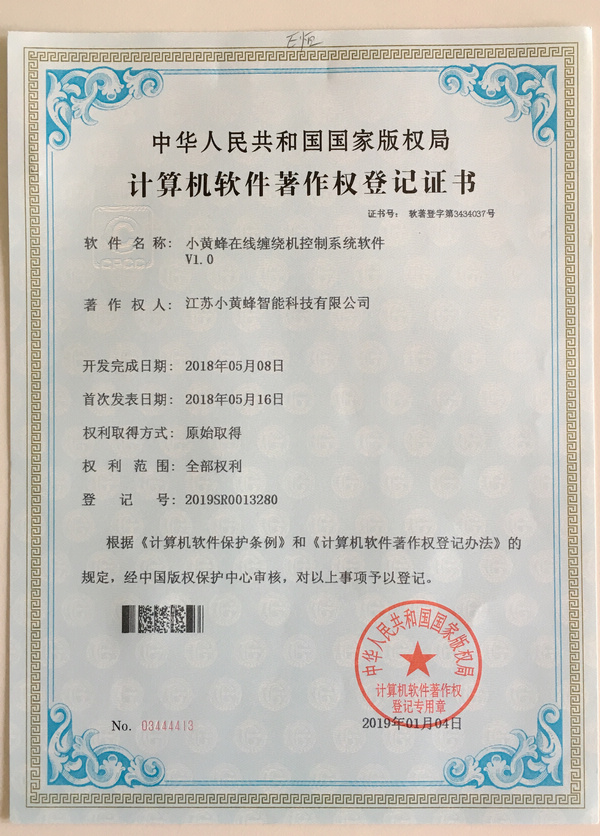 中华人民共和国国家版权局
计算机软件著作权登记证书
证书号： 软著登字第3434037号
CPCC
软件名称： 小黄蜂在线缠绕机控制系统软件
V1.0
著作权人： 江苏小黄蜂智能科技有限公司
开发完成日期： 2018年05月08日
首次发表日期： 2018年05月16日
权利取得方式： 原始取得
权利范围： 全部权利
登记号： 2019SR0013280
根据《计算机软件保护条例》和《计算机软件著作权登记办法》的
规定，经中国版权保护中心审核，对以上事项予以登记。
中华人民共和国国家版权局
计算机软件著作权
登记专用章
No. 03444413
2019年01月04日